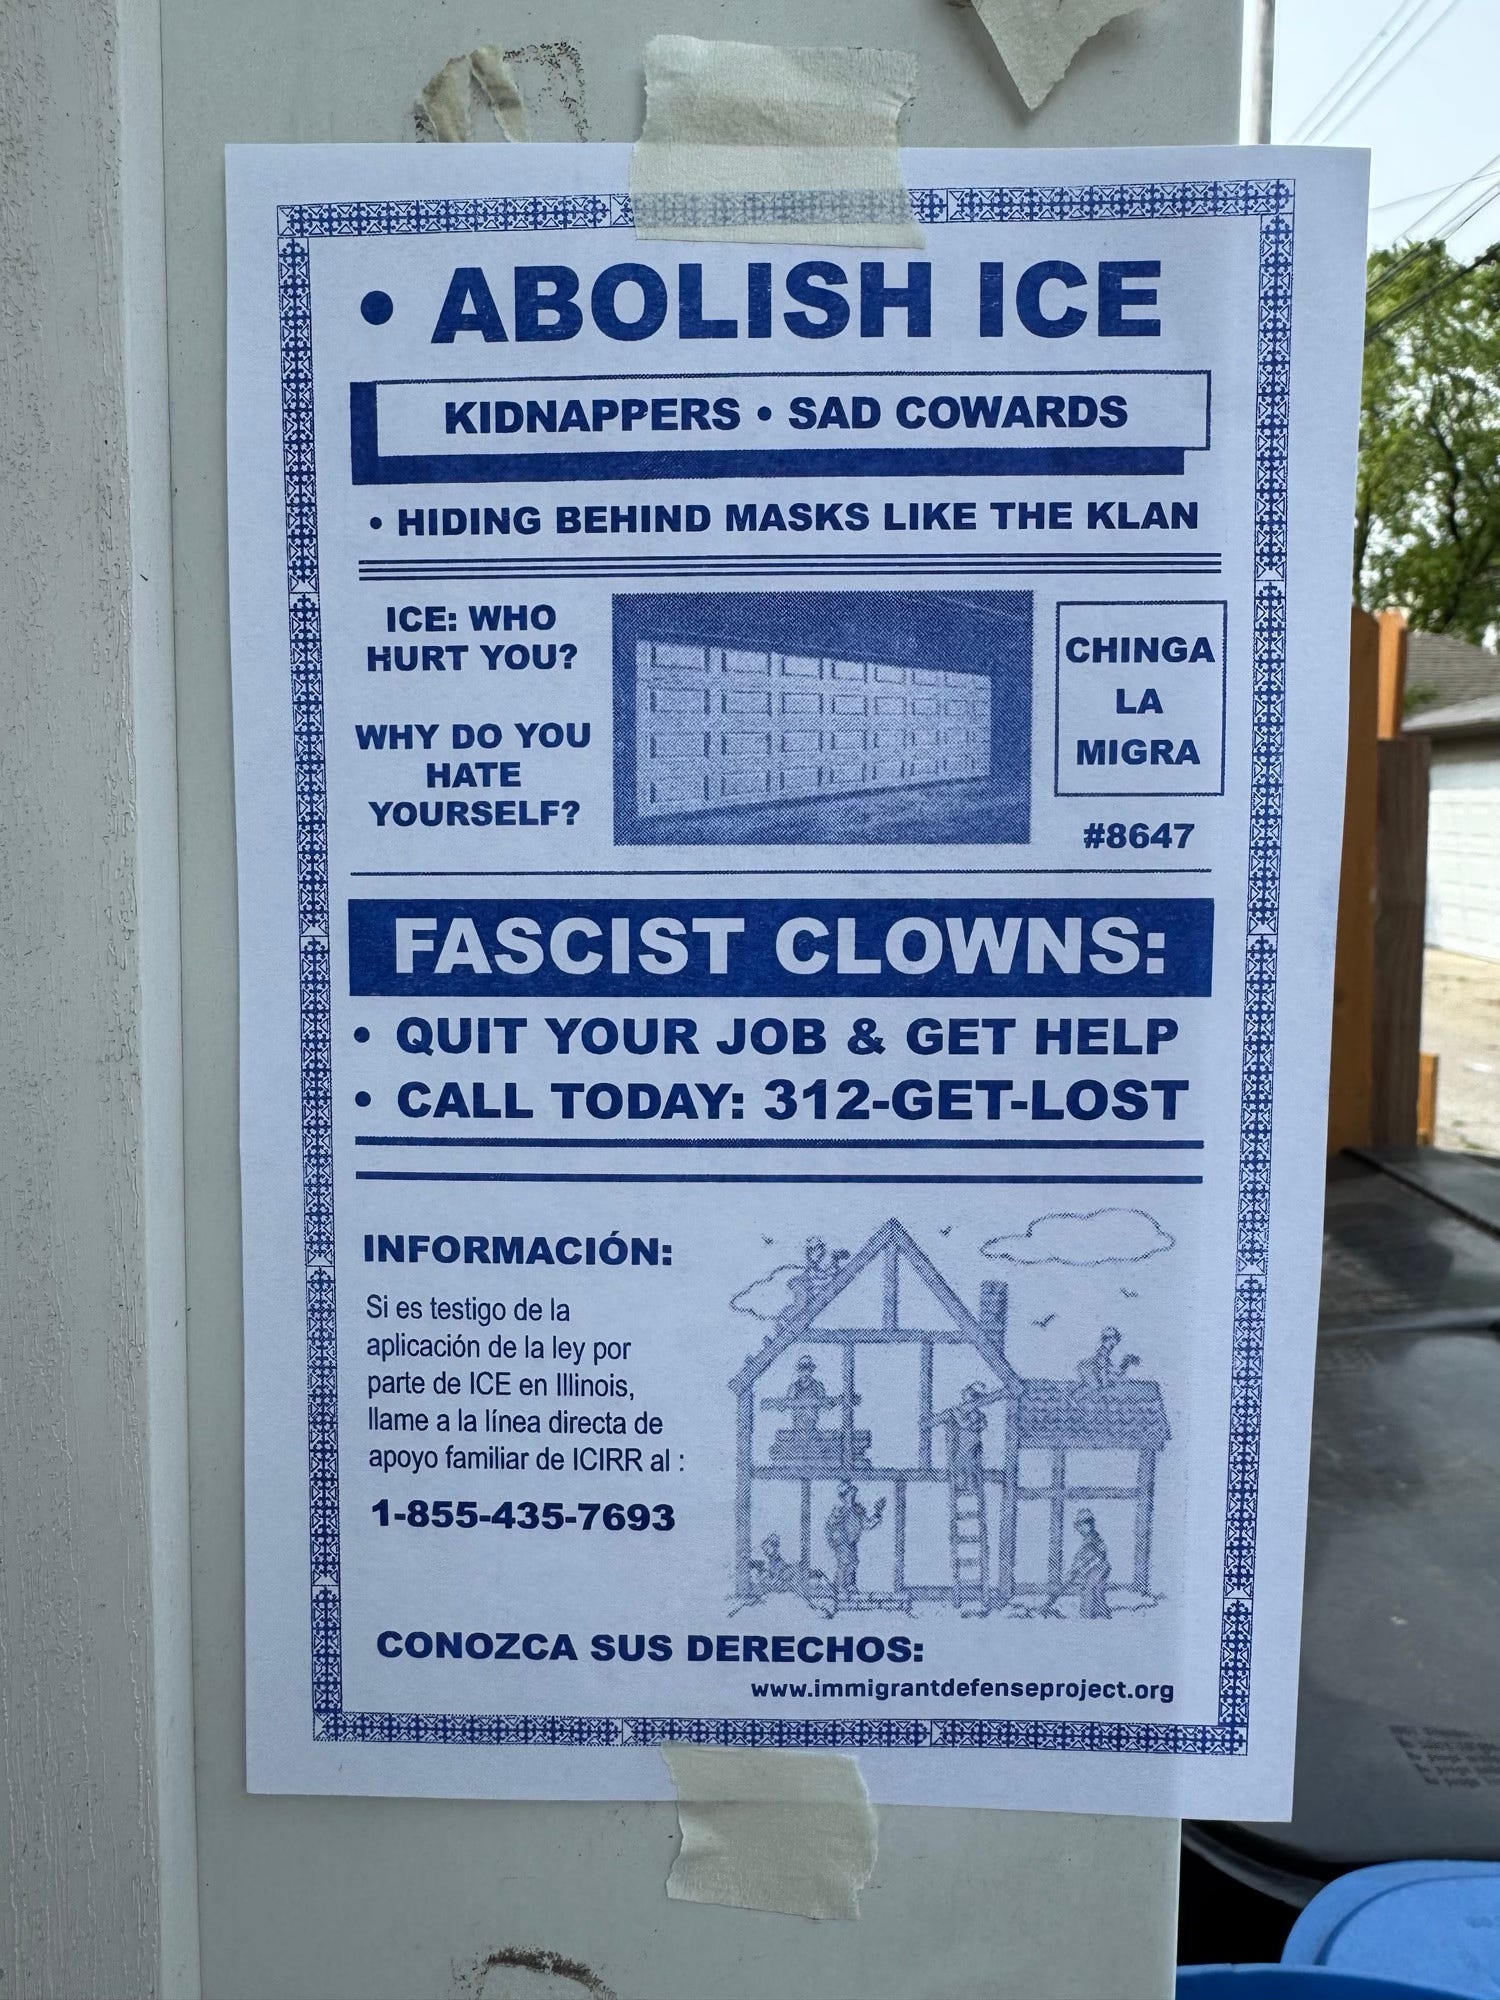 • ABOLISH ICE
KIDNAPPERS • SAD COWARDS
• HIDING BEHIND MASKS LIKE THE KLAN
ICE: WHO
HURT YOU?
WHY DO YOU
HATE
YOURSELF?
CHINGA
LA
MIGRA
#8647
FASCIST CLOWNS:
• QUIT YOUR JOB & GET HELP
• CALL TODAY: 312-GET-LOST
INFORMACIÓN:
Si es testigo de la
aplicación de la ley por
parte de ICE en Illinois,
llame a la línea directa de
apoyo familiar de ICIRR al :
1-855-435-7693
CONOZCA SUS DERECHOS:
www.immigrantdefenseproject.org